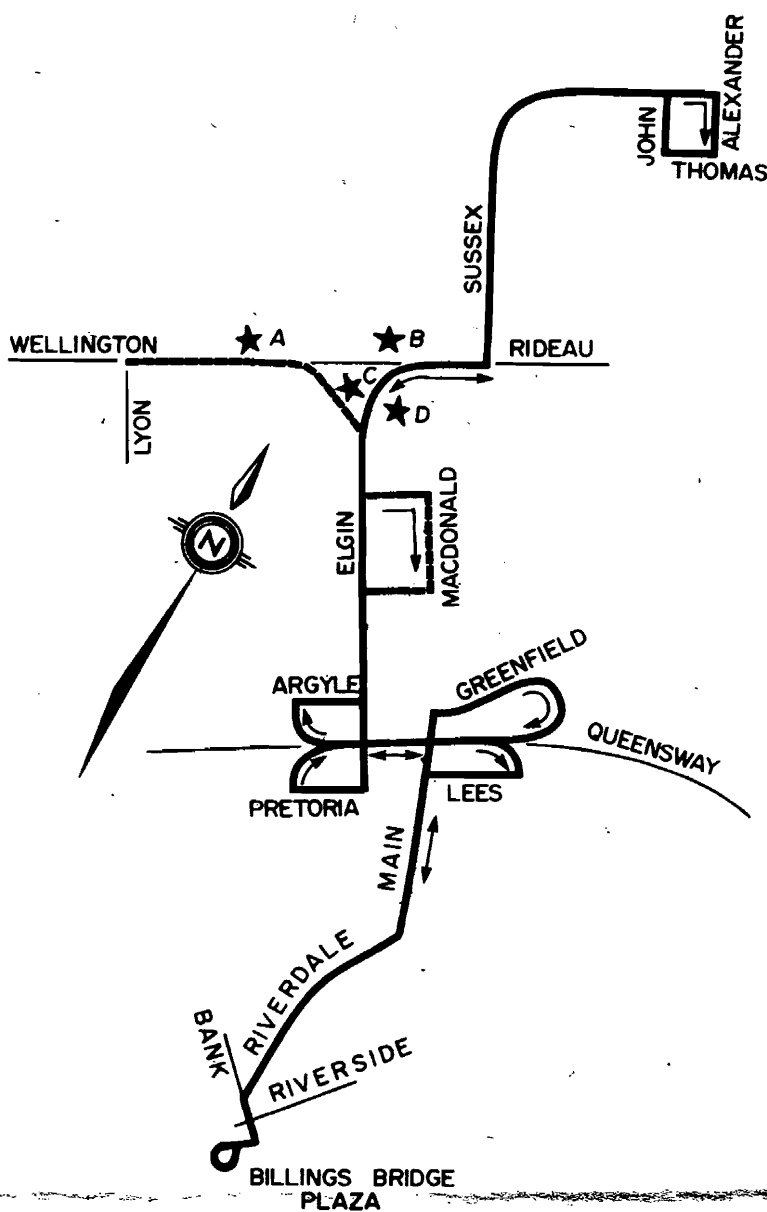 ALEXANDER
JOHN
THOMAS
SUSSEX
WELLINGTON
A
B
RIDEAU
C
D
LYON
N
ELGIN
MACDONALD
ARGYLE
GREENFIELD
QUEENSWAY
PRETORIA
LEES
MAIN
RIVERDALE
BANK
RIVERSIDE
BILLINGS BRIDGE
PLAZA